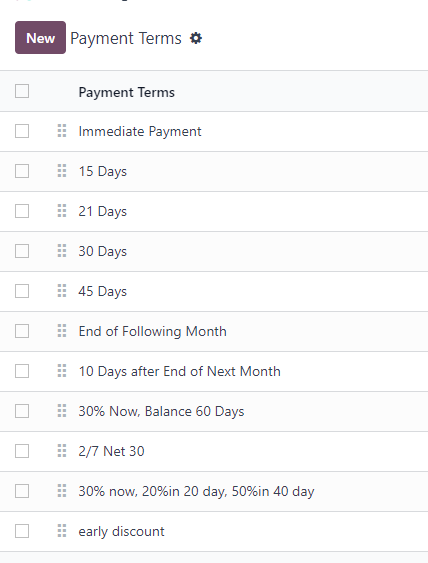 New Payment Terms
Payment Terms
Immediate Payment
15 Days
21 Days
30 Days
45 Days
End of Following Month
10 Days after End of Next Month
30% Now, Balance 60 Days
2/7 Net 30
30% now, 20%in 20 day, 50%in 40 day
early discount